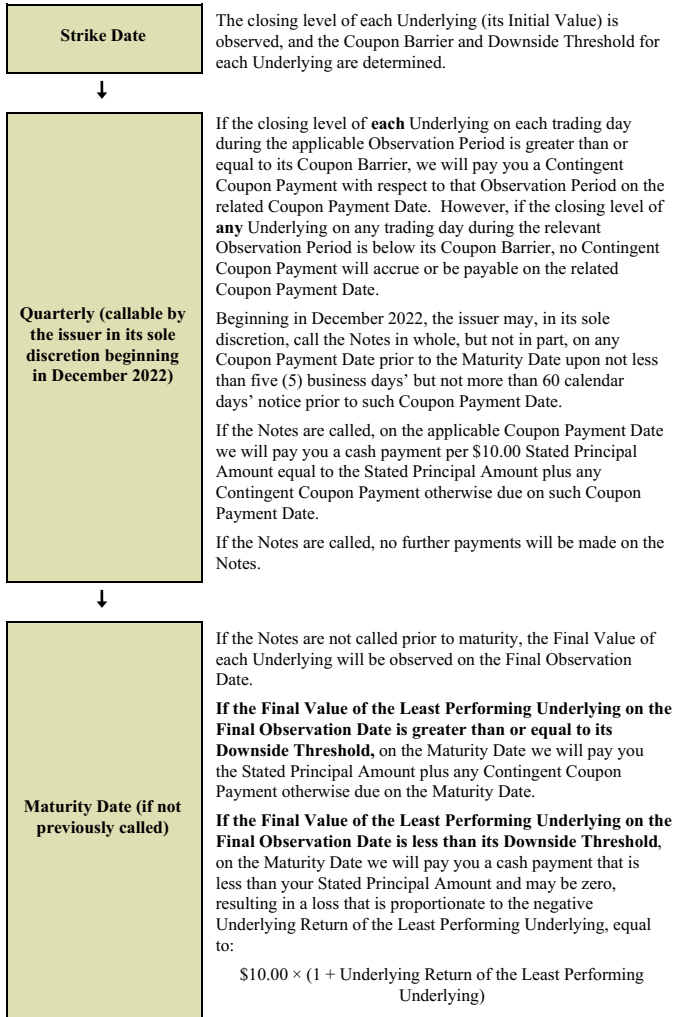 Strike Date
The closing level of each Underlying (its Initial Value) is
observed, and the Coupon Barrier and Downside Threshold for
each Underlying are determined.
Quarterly (callable by
the issuer in its sole
discretion beginning
in December 2022)
If the closing level of each Underlying on each trading day
during the applicable Observation Period is greater than or
equal to its Coupon Barrier, we will pay you a Contingent
Coupon Payment with respect to that Observation Period on the
related Coupon Payment Date.  However, if the closing level of
any Underlying on any trading day during the relevant
Observation Period is below its Coupon Barrier, no Contingent
Coupon Payment will accrue or be payable on the related
Coupon Payment Date.
Beginning in December 2022, the issuer may, in its sole
discretion, call the Notes in whole, but not in part, on any
Coupon Payment Date prior to the Maturity Date upon not less
than five (5) business days’ but not more than 60 calendar
days’ notice prior to such Coupon Payment Date.
If the Notes are called, on the applicable Coupon Payment Date
we will pay you a cash payment per $10.00 Stated Principal
Amount equal to the Stated Principal Amount plus any
Contingent Coupon Payment otherwise due on such Coupon
Payment Date.
If the Notes are called, no further payments will be made on the
Notes.
Maturity Date (if not
previously called)
If the Notes are not called prior to maturity, the Final Value of
each Underlying will be observed on the Final Observation
Date.
If the Final Value of the Least Performing Underlying on the
Final Observation Date is greater than or equal to its
Downside Threshold, on the Maturity Date we will pay you
the Stated Principal Amount plus any Contingent Coupon
Payment otherwise due on the Maturity Date.
If the Final Value of the Least Performing Underlying on the
Final Observation Date is less than its Downside Threshold,
on the Maturity Date we will pay you a cash payment that is
less than your Stated Principal Amount and may be zero,
resulting in a loss that is proportionate to the negative
Underlying Return of the Least Performing Underlying, equal
to:
$10.00 × (1 + Underlying Return of the Least Performing
Underlying)